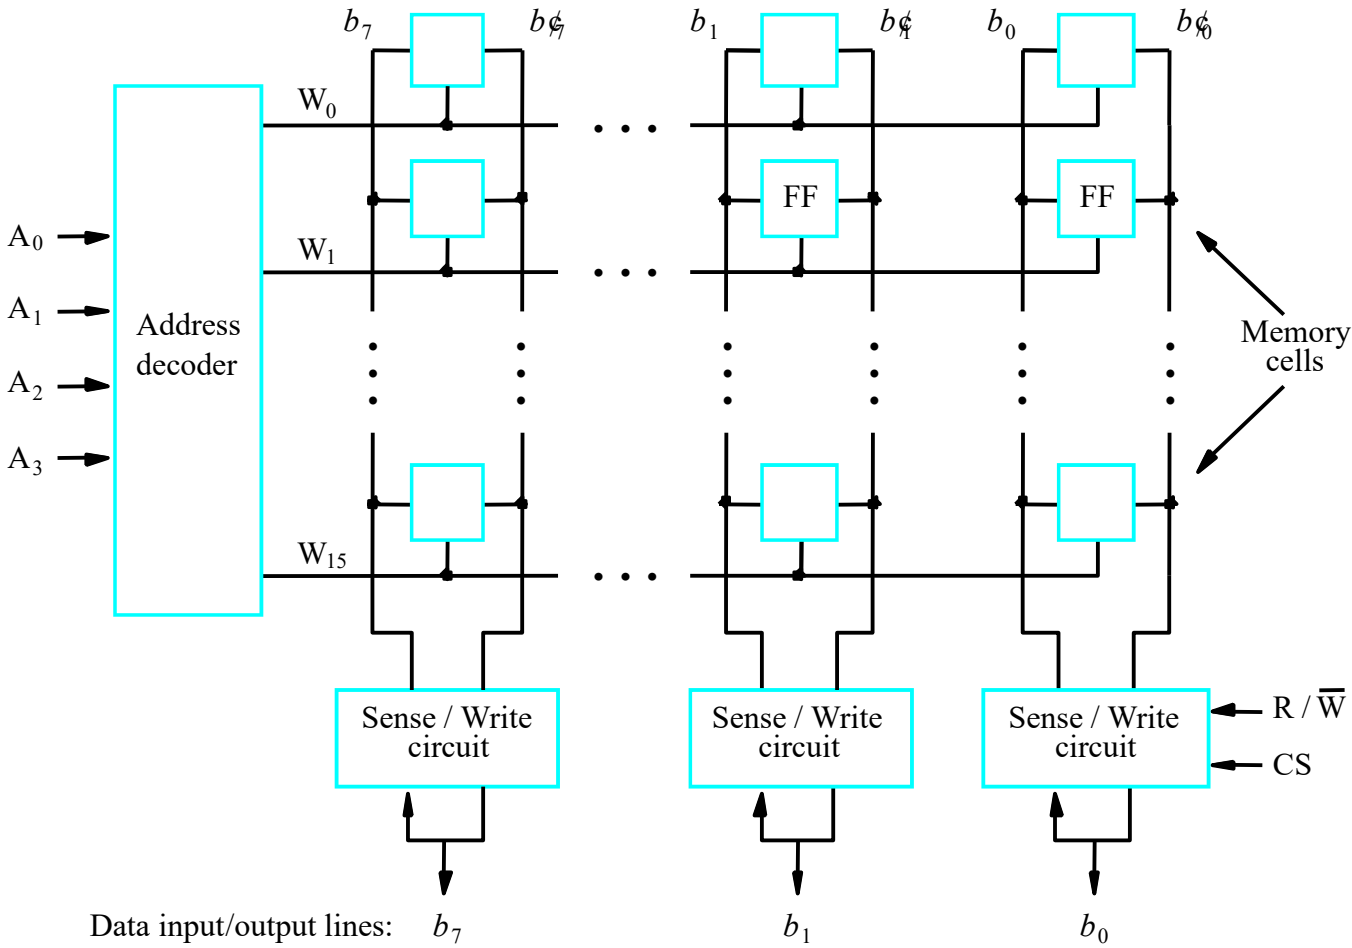 b7 b¢7 b1 b¢1 b0 b¢0
W0
FF FF
A0
W1
A1
Address
decoder
Memory
cells
A2
A3
W15
Sense / Write
circuit
Sense / Write
circuit
Sense / Write
circuit
R / W̅
CS
Data input/output lines: b7 b1 b0